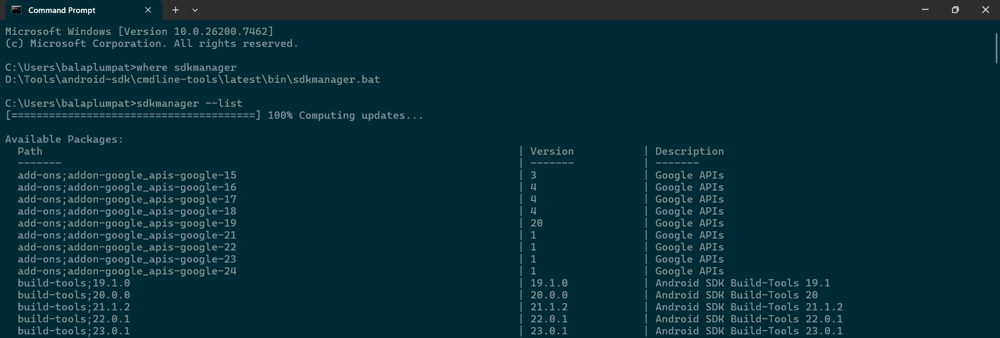 Command Prompt
Microsoft Windows [Version 10.0.26200.7462]
(c) Microsoft Corporation. All rights reserved.
C:\Users\balaplumpat>where sdkmanager
D:\Tools\android-sdk\cmdline-tools\latest\bin\sdkmanager.bat
C:\Users\balaplumpat>sdkmanager --list
[=======================================] 100% Computing updates...
Available Packages:
Path | Version | Description
------- | ------- | -------
add-ons;addon-google_apis-google-15 | 3 | Google APIs
add-ons;addon-google_apis-google-16 | 4 | Google APIs
add-ons;addon-google_apis-google-17 | 4 | Google APIs
add-ons;addon-google_apis-google-18 | 4 | Google APIs
add-ons;addon-google_apis-google-19 | 20 | Google APIs
add-ons;addon-google_apis-google-21 | 1 | Google APIs
add-ons;addon-google_apis-google-22 | 1 | Google APIs
add-ons;addon-google_apis-google-23 | 1 | Google APIs
add-ons;addon-google_apis-google-24 | 1 | Google APIs
build-tools;19.1.0 | 19.1.0 | Android SDK Build-Tools 19.1
build-tools;20.0.0 | 20.0.0 | Android SDK Build-Tools 20
build-tools;21.1.2 | 21.1.2 | Android SDK Build-Tools 21.1.2
build-tools;22.0.1 | 22.0.1 | Android SDK Build-Tools 22.0.1
build-tools;23.0.1 | 23.0.1 | Android SDK Build-Tools 23.0.1